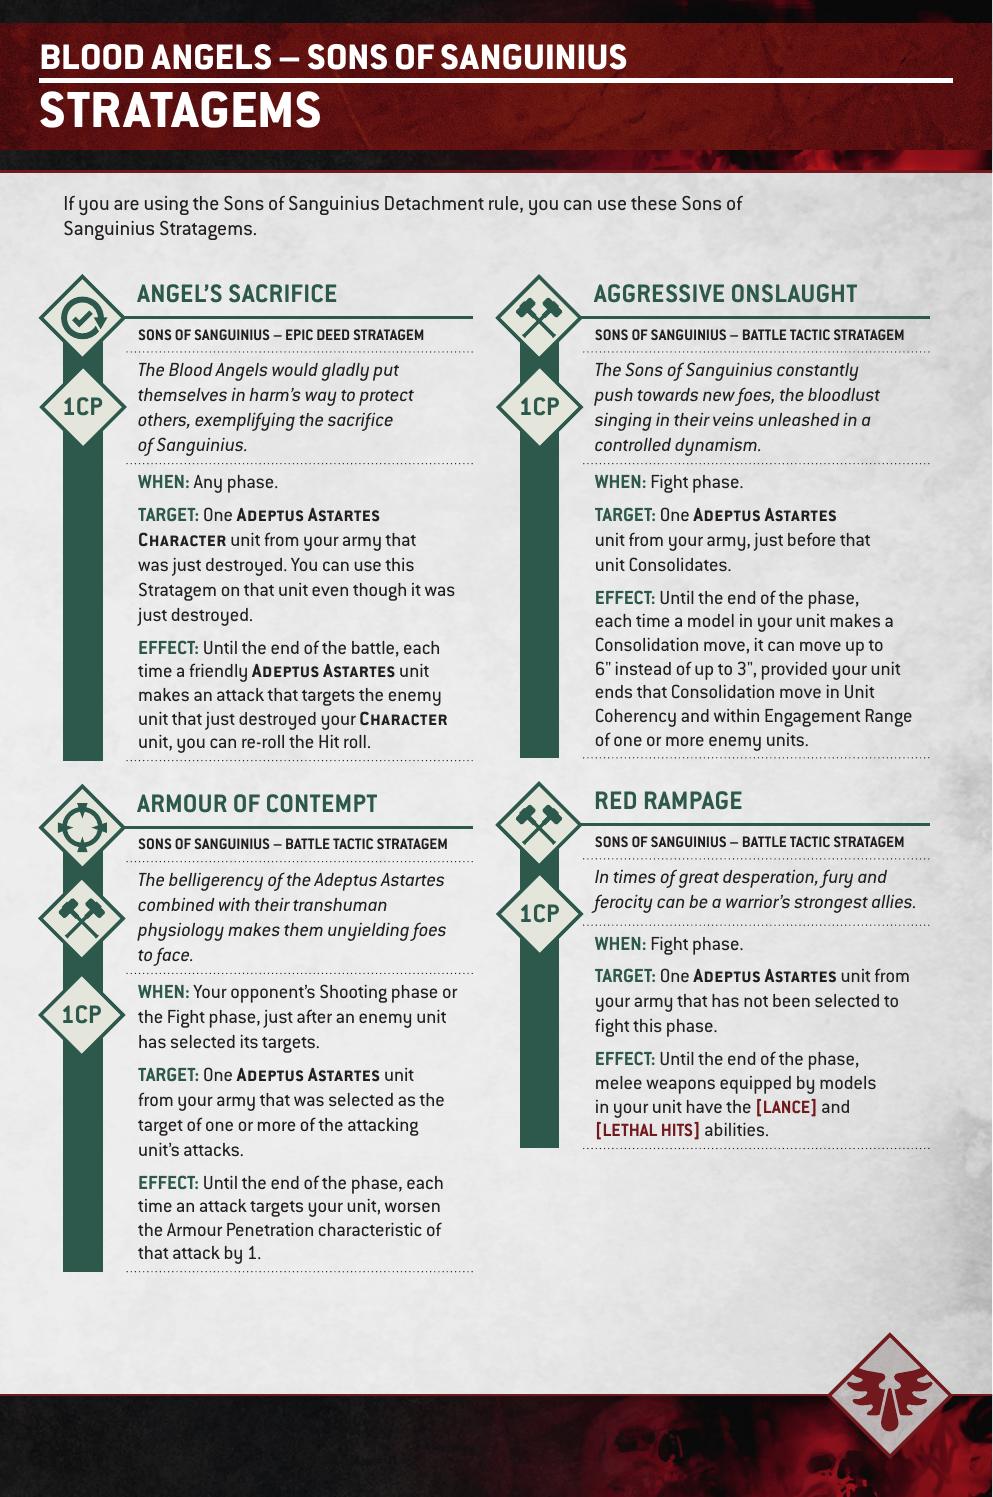 BLOOD ANGELS – SONS OF SANGUINIUS
STRATAGEMS
If you are using the Sons of Sanguinius Detachment rule, you can use these Sons of
Sanguinius Stratagems.
ANGEL’S SACRIFICE
SONS OF SANGUINIUS – EPIC DEED STRATAGEM
1CP
The Blood Angels would gladly put
themselves in harm’s way to protect
others, exemplifying the sacrifice
of Sanguinius.
WHEN: Any phase.
TARGET: One ADEPTUS ASTARTES
CHARACTER unit from your army that
was just destroyed. You can use this
Stratagem on that unit even though it was
just destroyed.
EFFECT: Until the end of the battle, each
time a friendly ADEPTUS ASTARTES unit
makes an attack that targets the enemy
unit that just destroyed your CHARACTER
unit, you can re-roll the Hit roll.
ARMOUR OF CONTEMPT
SONS OF SANGUINIUS – BATTLE TACTIC STRATAGEM
The belligerency of the Adeptus Astartes
combined with their transhuman
physiology makes them unyielding foes
to face.
1CP
WHEN: Your opponent’s Shooting phase or
the Fight phase, just after an enemy unit
has selected its targets.
TARGET: One ADEPTUS ASTARTES unit
from your army that was selected as the
target of one or more of the attacking
unit’s attacks.
EFFECT: Until the end of the phase, each
time an attack targets your unit, worsen
the Armour Penetration characteristic of
that attack by 1.
AGGRESSIVE ONSLAUGHT
SONS OF SANGUINIUS – BATTLE TACTIC STRATAGEM
1CP
The Sons of Sanguinius constantly
push towards new foes, the bloodlust
singing in their veins unleashed in a
controlled dynamism.
WHEN: Fight phase.
TARGET: One ADEPTUS ASTARTES
unit from your army, just before that
unit Consolidates.
EFFECT: Until the end of the phase,
each time a model in your unit makes a
Consolidation move, it can move up to
6" instead of up to 3", provided your unit
ends that Consolidation move in Unit
Coherency and within Engagement Range
of one or more enemy units.
RED RAMPAGE
SONS OF SANGUINIUS – BATTLE TACTIC STRATAGEM
1CP
In times of great desperation, fury and
ferocity can be a warrior’s strongest allies.
WHEN: Fight phase.
TARGET: One ADEPTUS ASTARTES unit from
your army that has not been selected to
fight this phase.
EFFECT: Until the end of the phase,
melee weapons equipped by models
in your unit have the [LANCE] and
[LETHAL HITS] abilities.